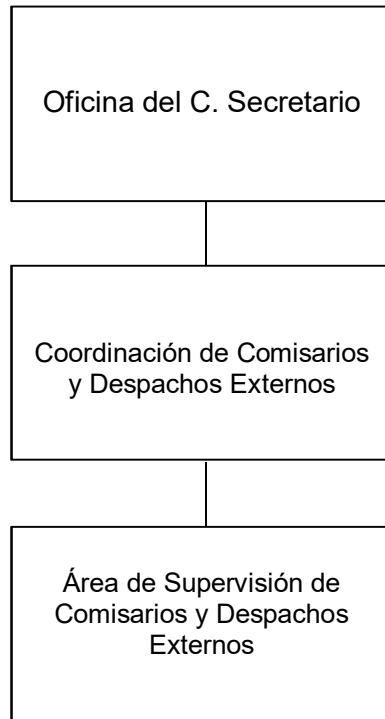 Oficina del C. Secretario
Coordinación de Comisarios
y Despachos Externos
Área de Supervisión de
Comisarios y Despachos
Externos